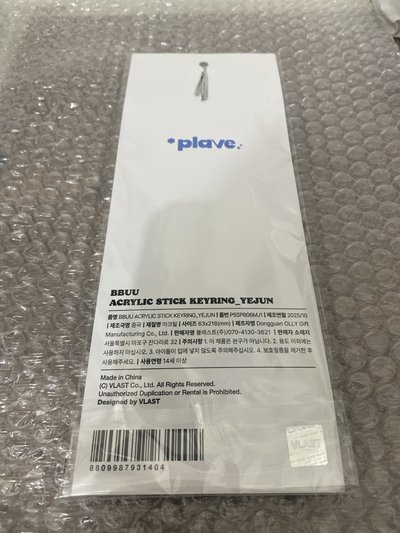 plave
BBUU
ACRYLIC STICK KEYRING_YEJUN
품명 BBUU ACRYLIC STICK KEYRING_YEJUN | 품번 PSSPB06MJ1 | 제조연월 2025/10
| 제조국명 중국 | 재질명 아크릴 | 사이즈 63x218(mm) | 제조자명 Dongguan OLLY Gift
Manufacturing Co., Ltd. | 판매자명 블래스트(주)/070-4130-3621 | 판매자 소재지
서울특별시 마포구 잔다리로 32 | 주의사항 1. 이 제품은 완구가 아닙니다. 2. 용도 이외에는
사용하지 마십시오. 3. 아이들이 입에 넣지 않도록 주의해주십시오. 4. 보호필름을 제거한 후
사용해주세요. | 사용연령 14세 이상
Made in China
(C) VLAST Co., Ltd. All Rights Reserved.
Unauthorized Duplication or Rental is Prohibited.
Designed by VLAST
8809987931404
VLAST